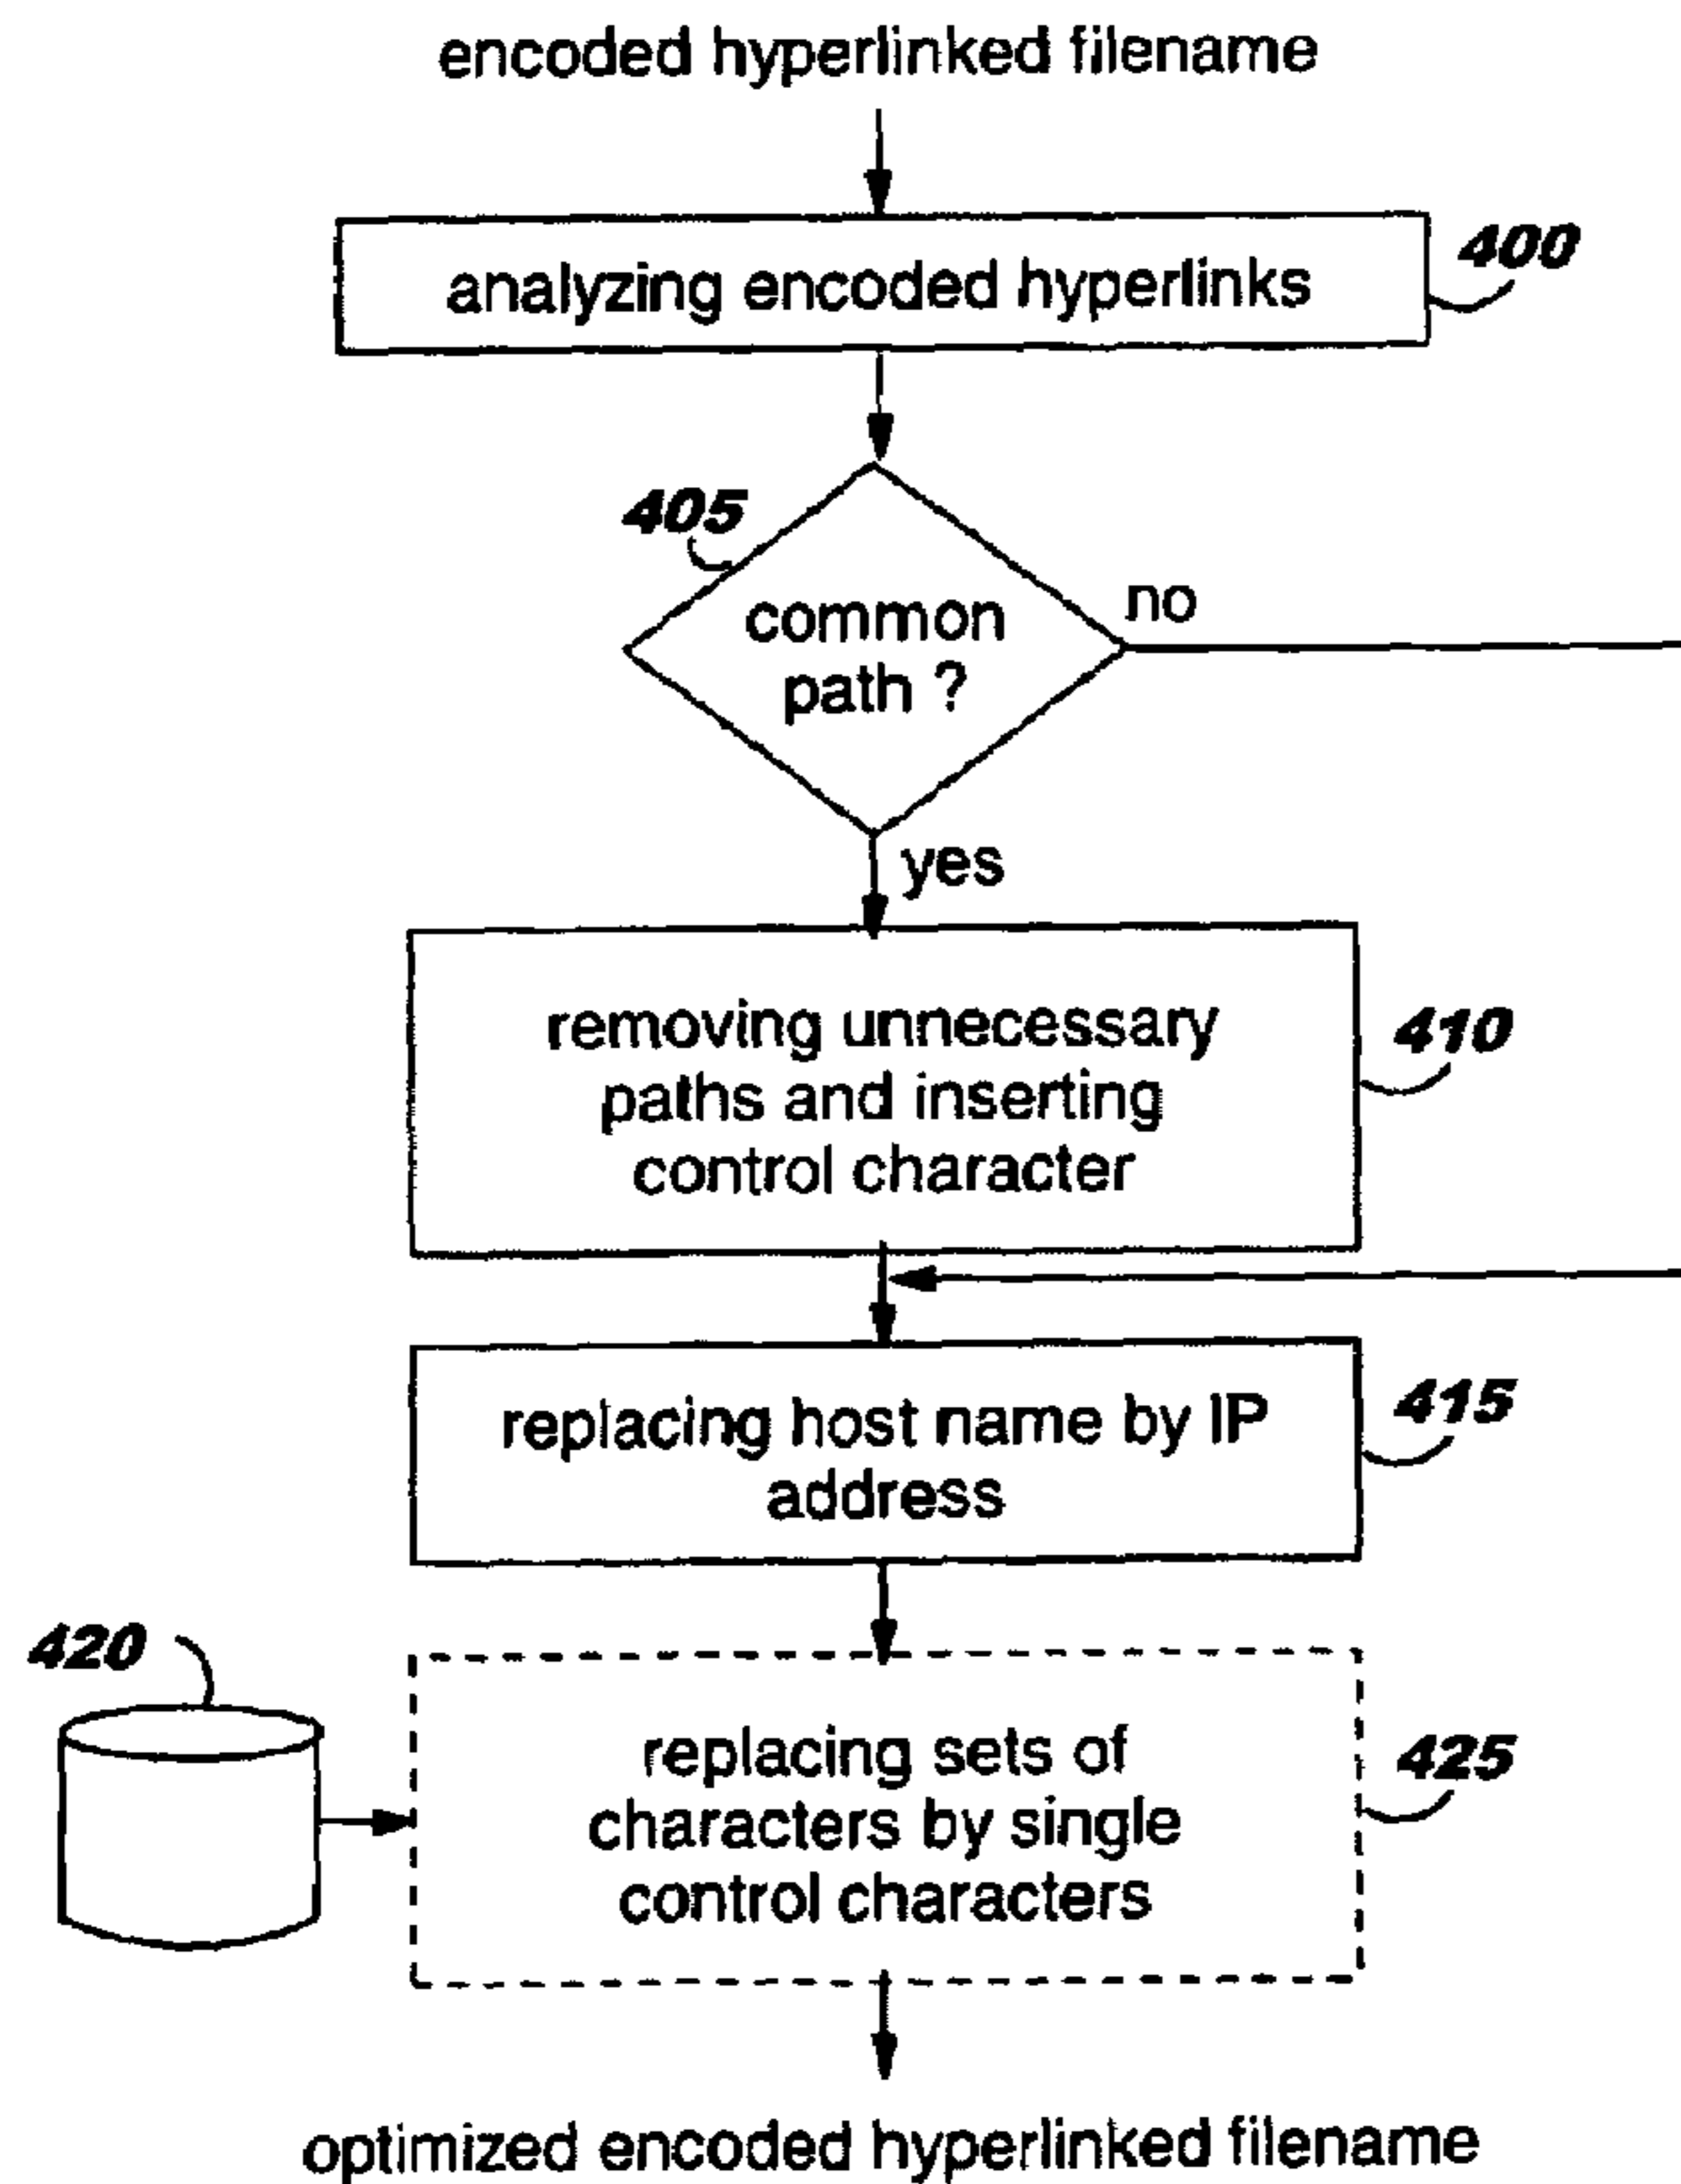 encoded hyperlinked filename
analyzing encoded hyperlinks
400
405
common
path ?
no
yes
removing unnecessary
paths and inserting
control character
410
replacing host name by IP
address
415
420
replacing sets of
characters by single
control characters
425
optimized encoded hyperlinked filename